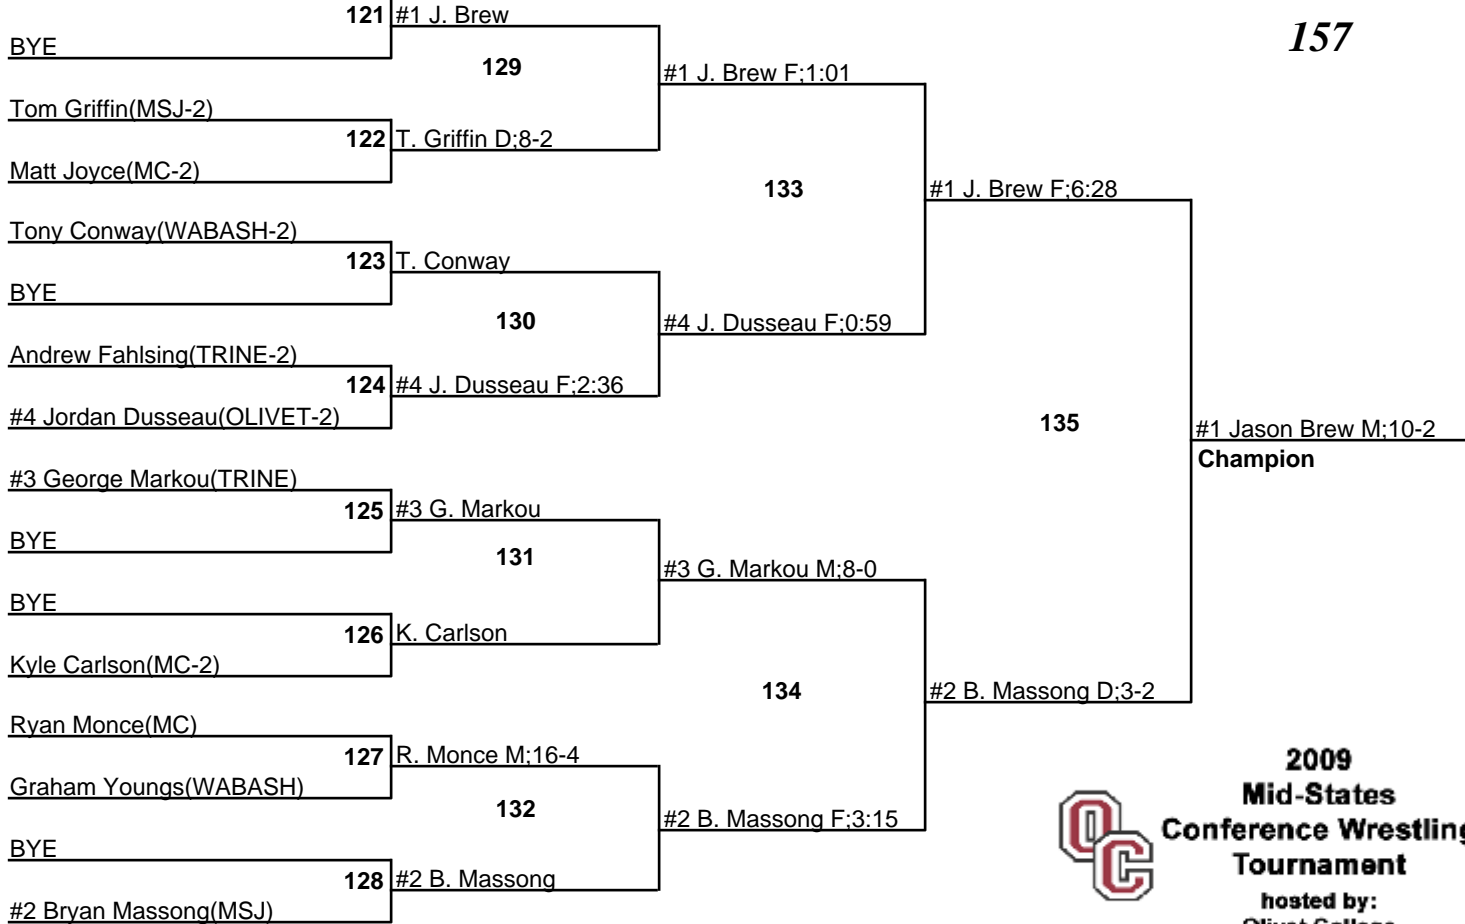 121 #1 J. Brew
157
BYE
129
#1 J. Brew F;1:01
Tom Griffin(MSJ-2)
122 T. Griffin D;8-2
Matt Joyce(MC-2)
133
#1 J. Brew F;6:28
Tony Conway(WABASH-2)
123 T. Conway
BYE
130
#4 J. Dusseau F;0:59
Andrew Fahlsing(TRINE-2)
124 #4 J. Dusseau F;2:36
#4 Jordan Dusseau(OLIVET-2)
135
#1 Jason Brew M;10-2
Champion
#3 George Markou(TRINE)
125 #3 G. Markou
BYE
131
#3 G. Markou M;8-0
BYE
126 K. Carlson
Kyle Carlson(MC-2)
134
#2 B. Massong D;3-2
Ryan Monce(MC)
127 R. Monce M;16-4
Graham Youngs(WABASH)
132
#2 B. Massong F;3:15
BYE
128 #2 B. Massong
#2 Bryan Massong(MSJ)
OC
2009
Mid-States
Conference Wrestling
Tournament
hosted by:
Olivet College